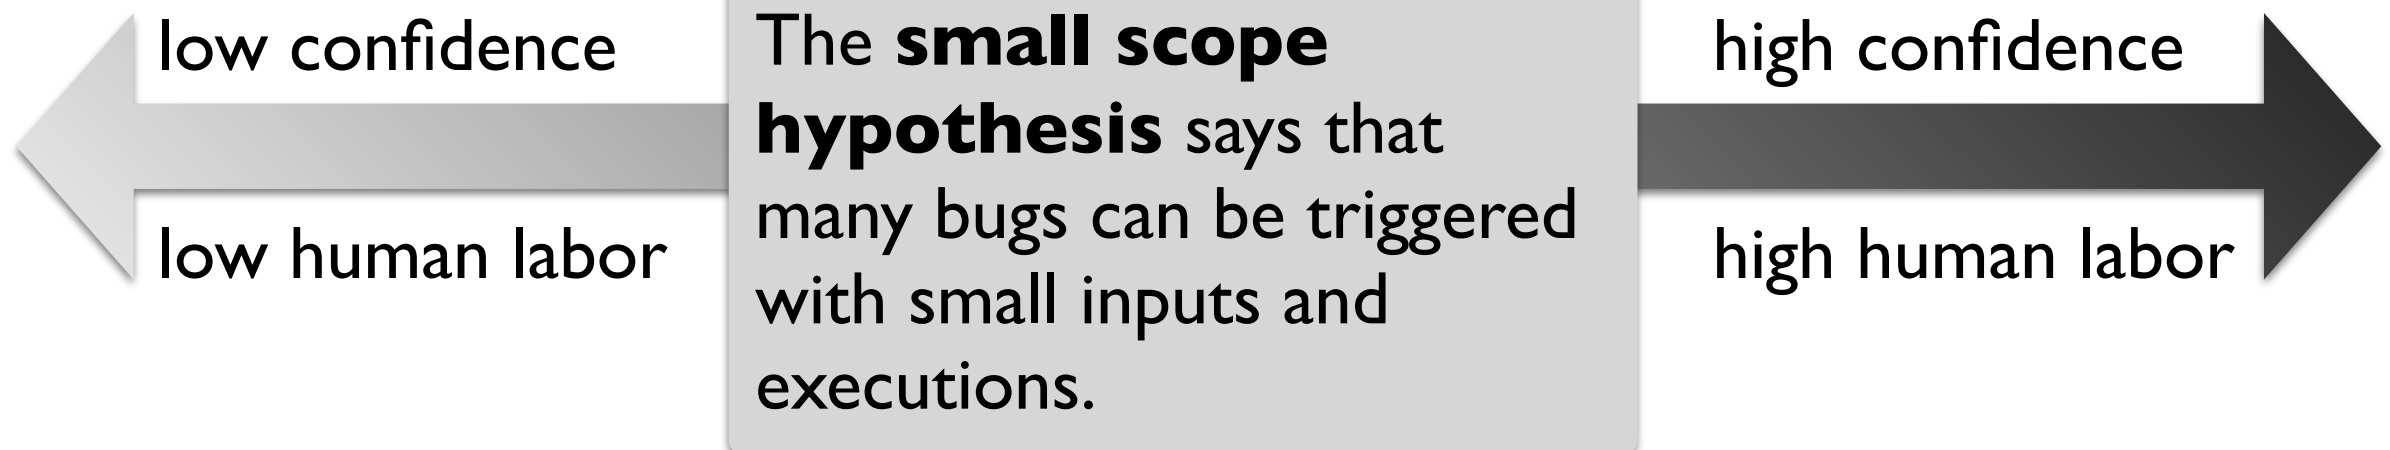 low confidence
low human labor
The small scope
hypothesis says that
many bugs can be triggered
with small inputs and
executions.
high confidence
high human labor